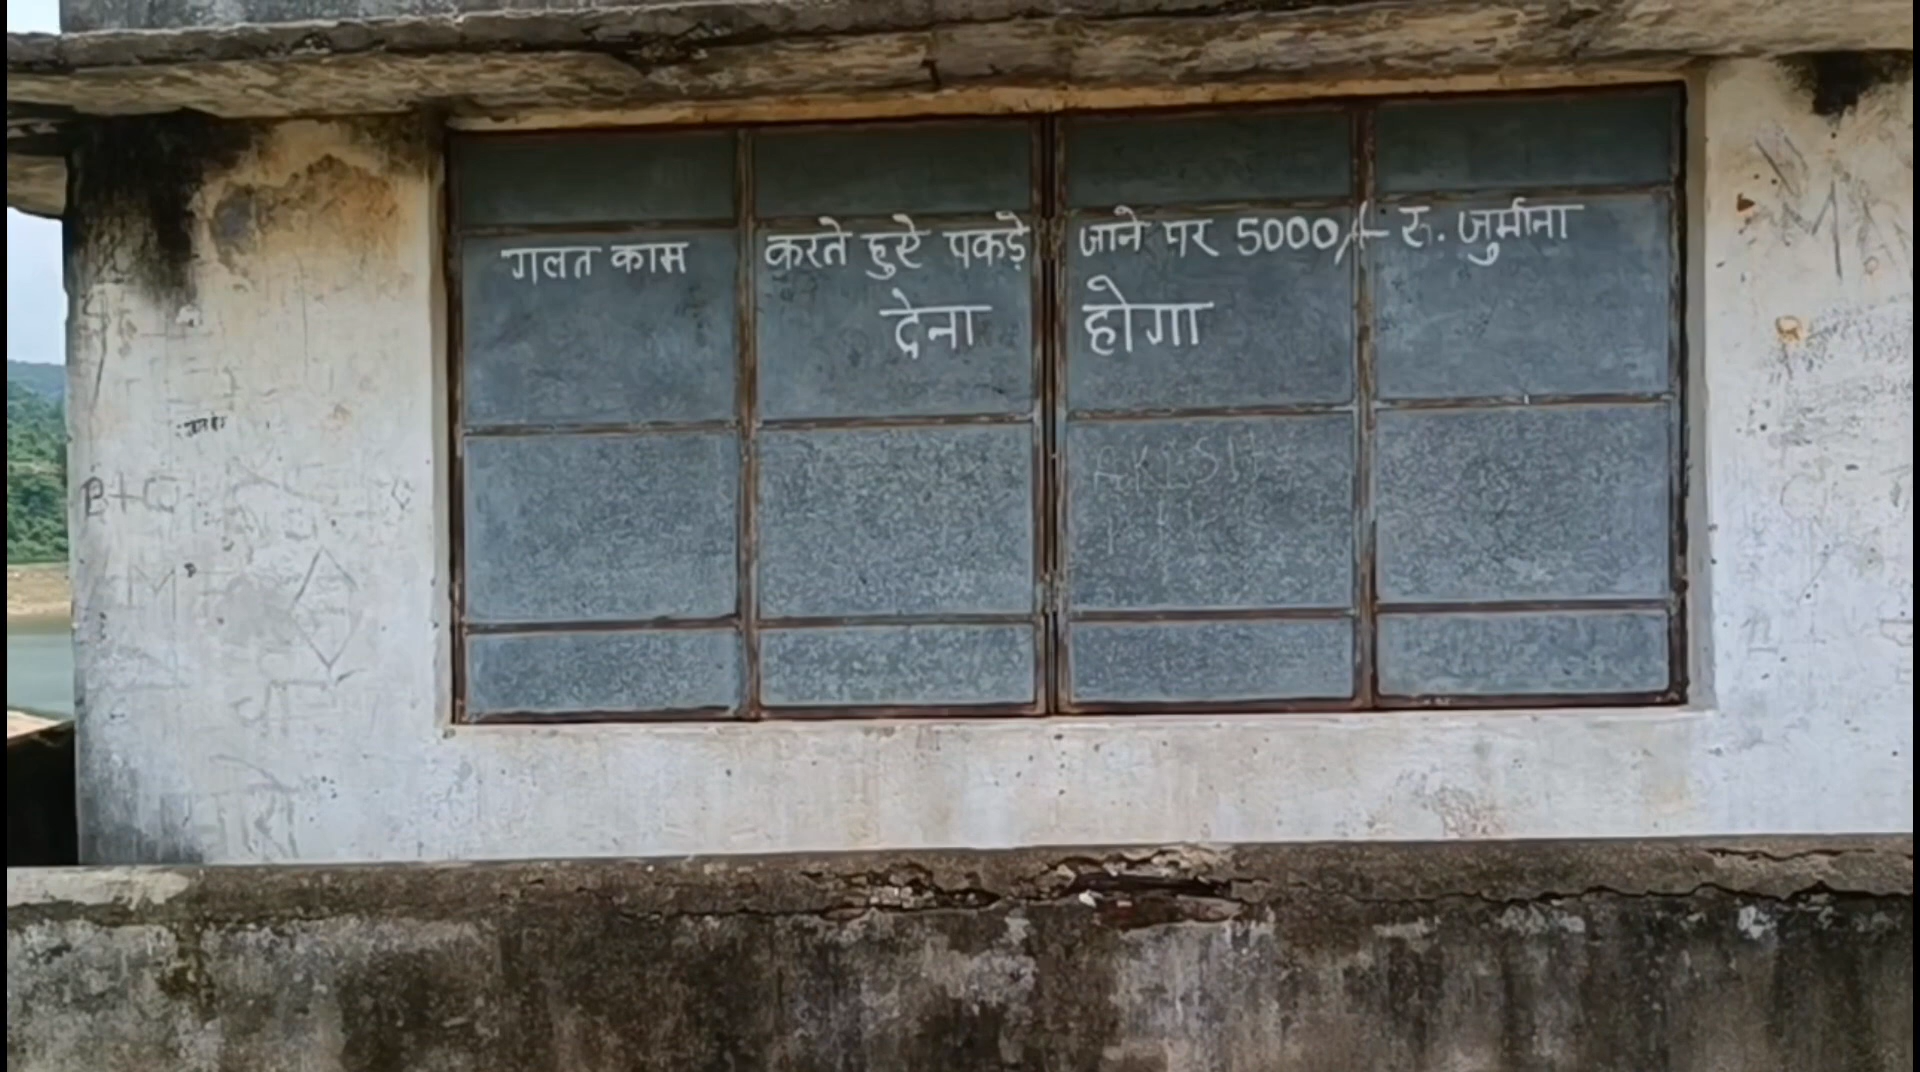 गलत काम करते हुऐ पकड़े जाने पर 5000/- रु. जुर्माना
देना होगा
B+G